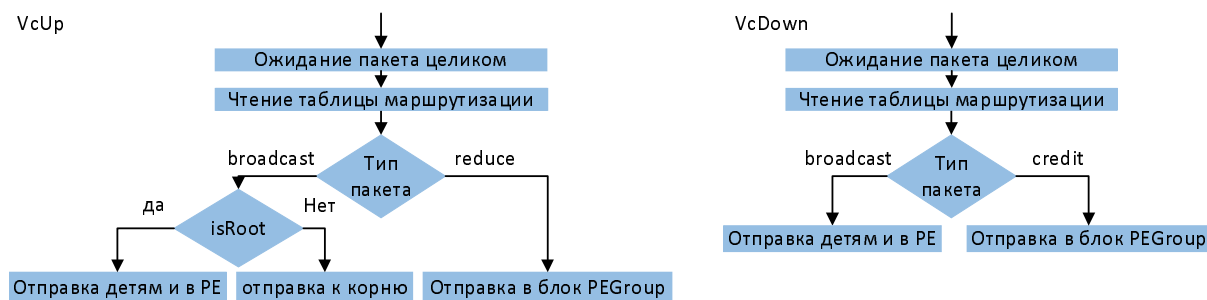 VcUp
Ожидание пакета целиком
Чтение таблицы маршрутизации
broadcast
Тип
пакета
reduce
да
isRoot
Нет
Отправка детям и в PE
отправка к корню
Отправка в блок PEGroup
VcDown
Ожидание пакета целиком
Чтение таблицы маршрутизации
broadcast
Тип
пакета
credit
Отправка детям и в PE
Отправка в блок PEGroup